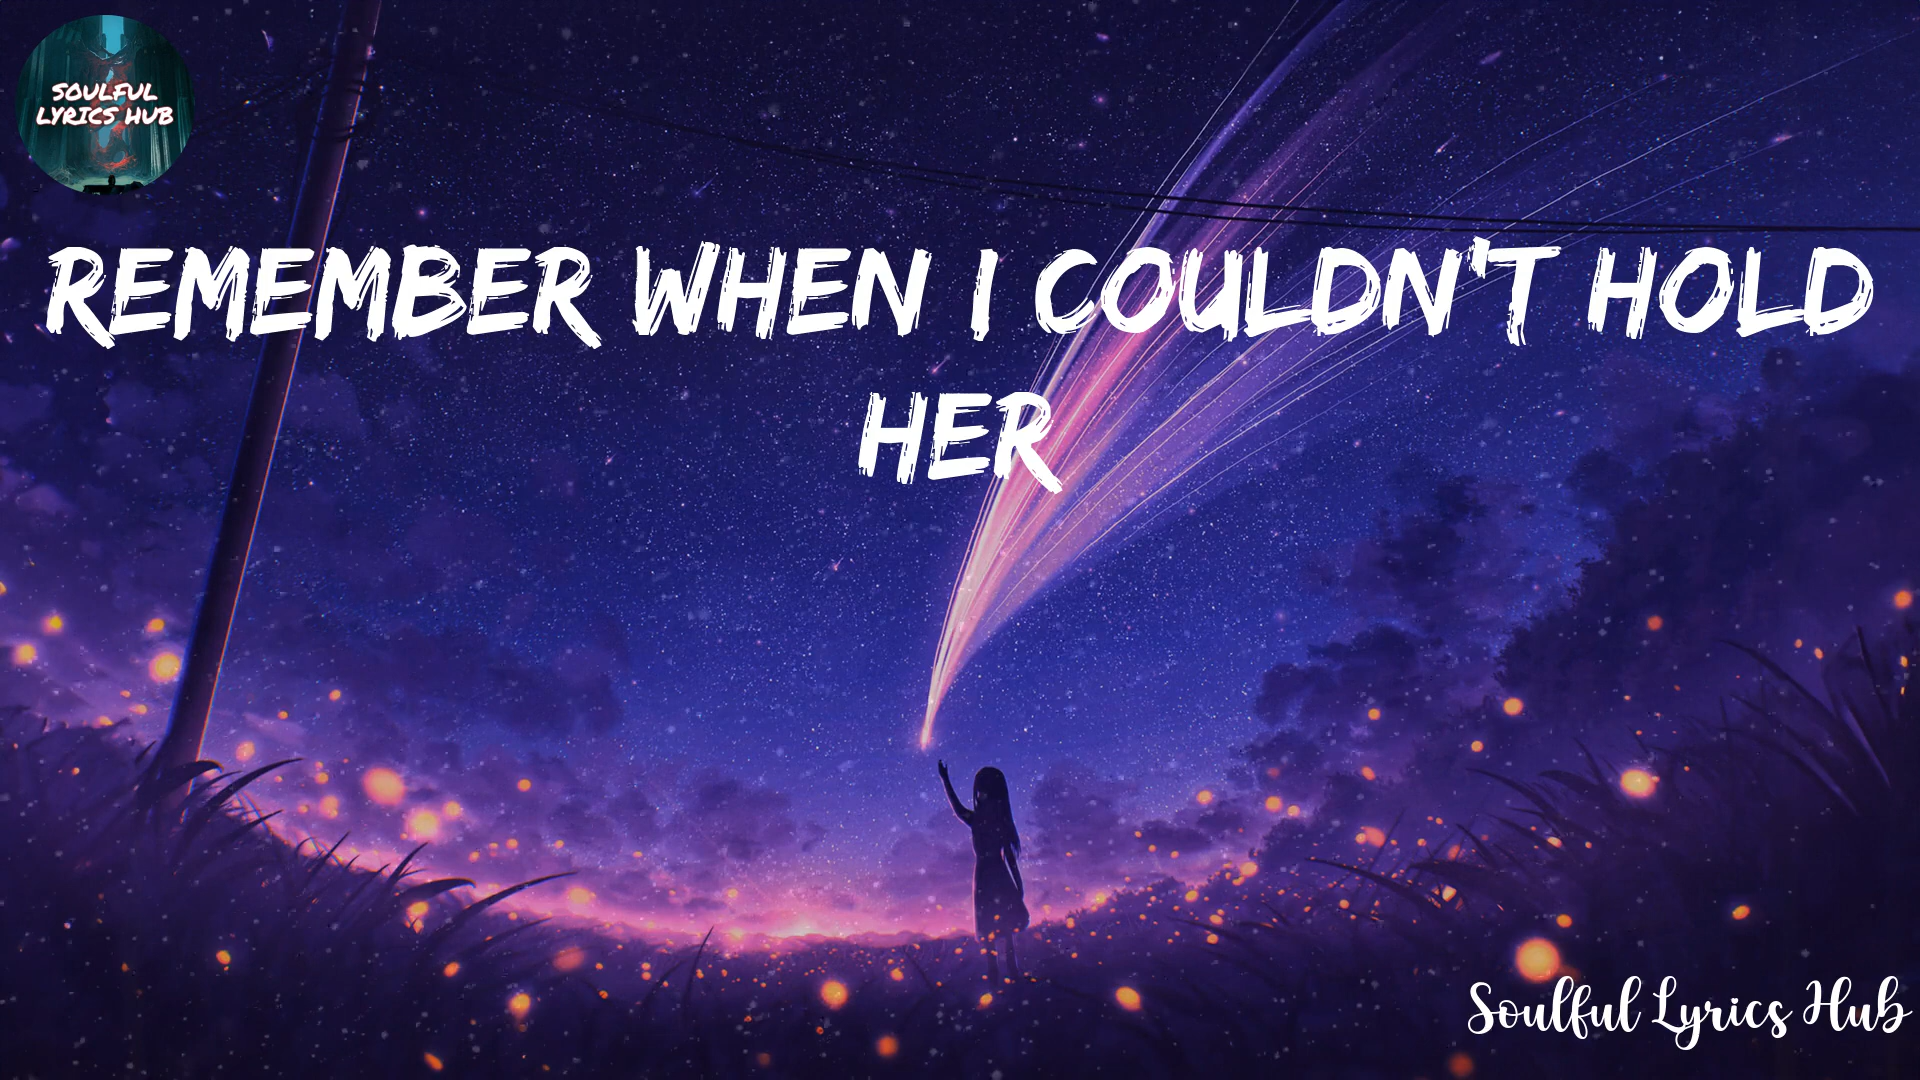 SOULFUL
LYRICS HUB
REMEMBER WHEN I COULDN'T HOLD
HER
Soulful Lyrics Hub